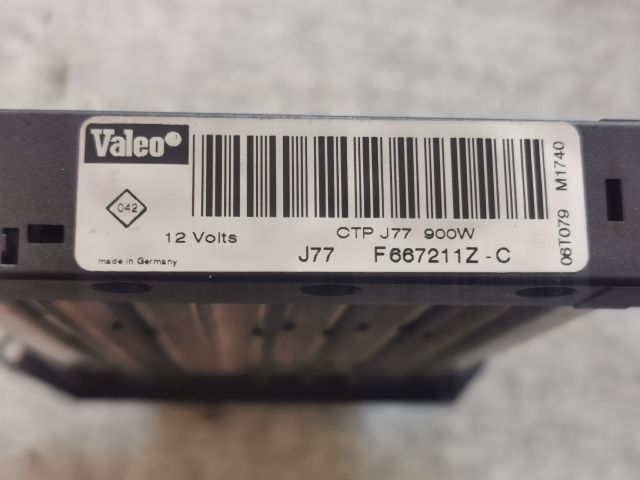 Valeo
042
12 Volts
CTP J77 900W
made in Germany
J77 F667211Z-C
06T079 M1740